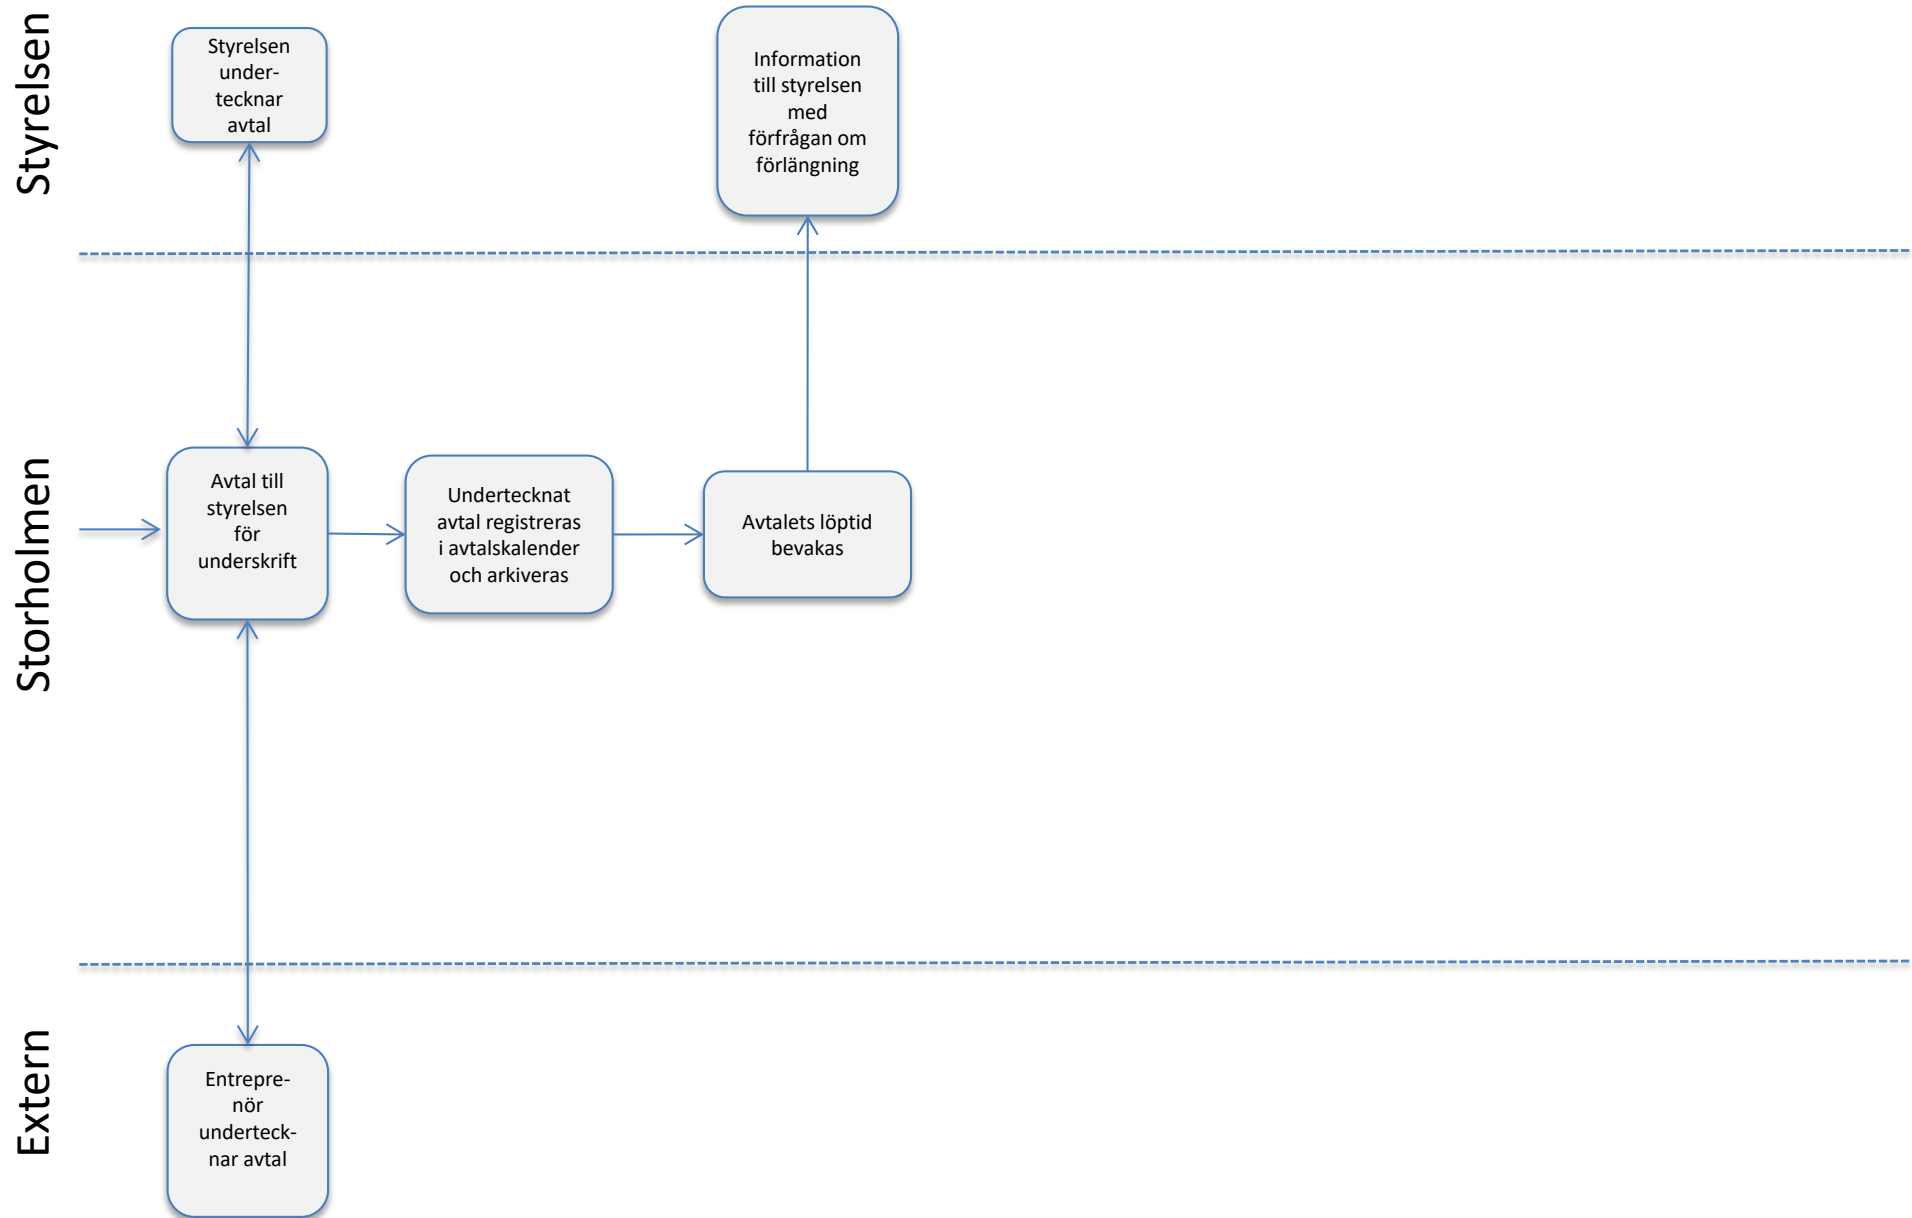 Styrelsen
Styrelsen
under-
tecknar
avtal
Information
till styrelsen
med
förfrågan om
förlängning
Storholmen
Avtal till
styrelsen
för
underskrift
Undertecknat
avtal registreras
i avtalskalender
och arkiveras
Avtalets löptid
bevakas
Extern
Entrepre-
nör
underteck-
nar avtal